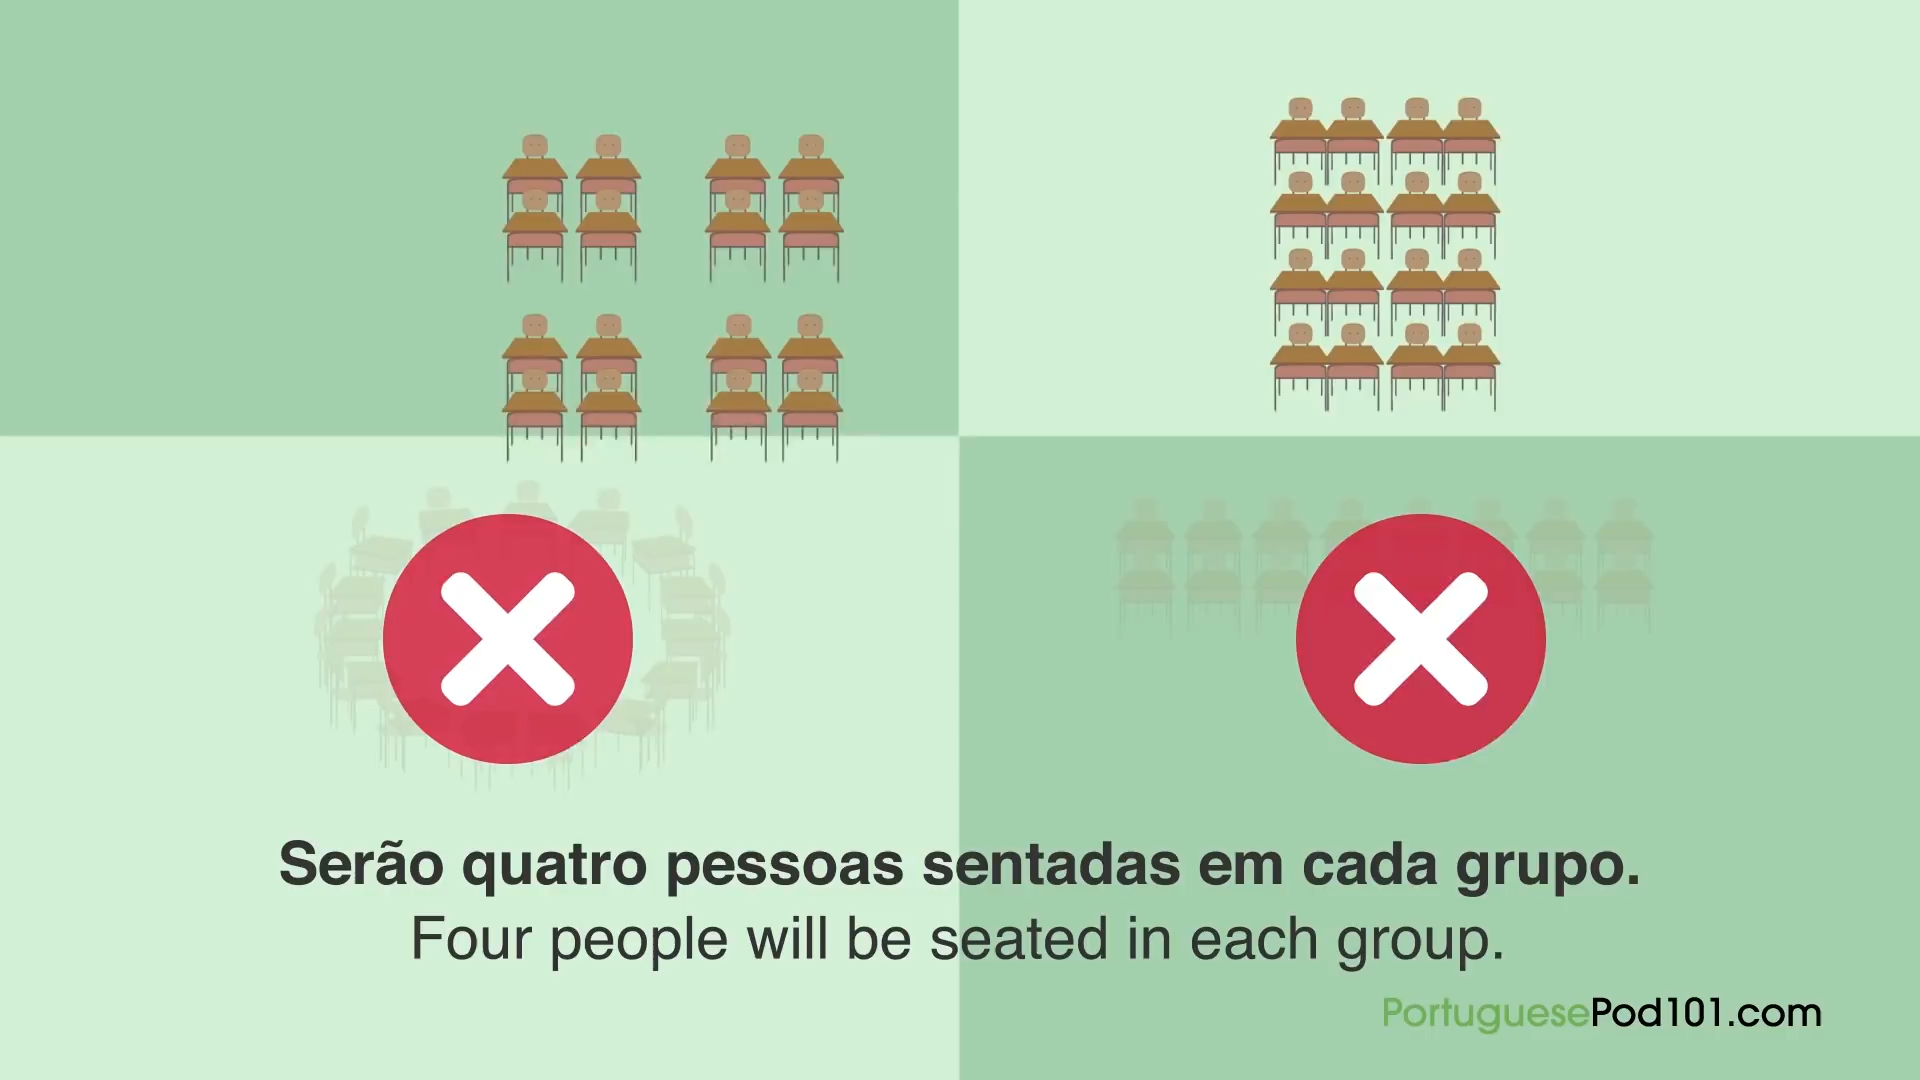 Serão quatro pessoas sentadas em cada grupo.
Four people will be seated in each group.
PortuguesePod101.com